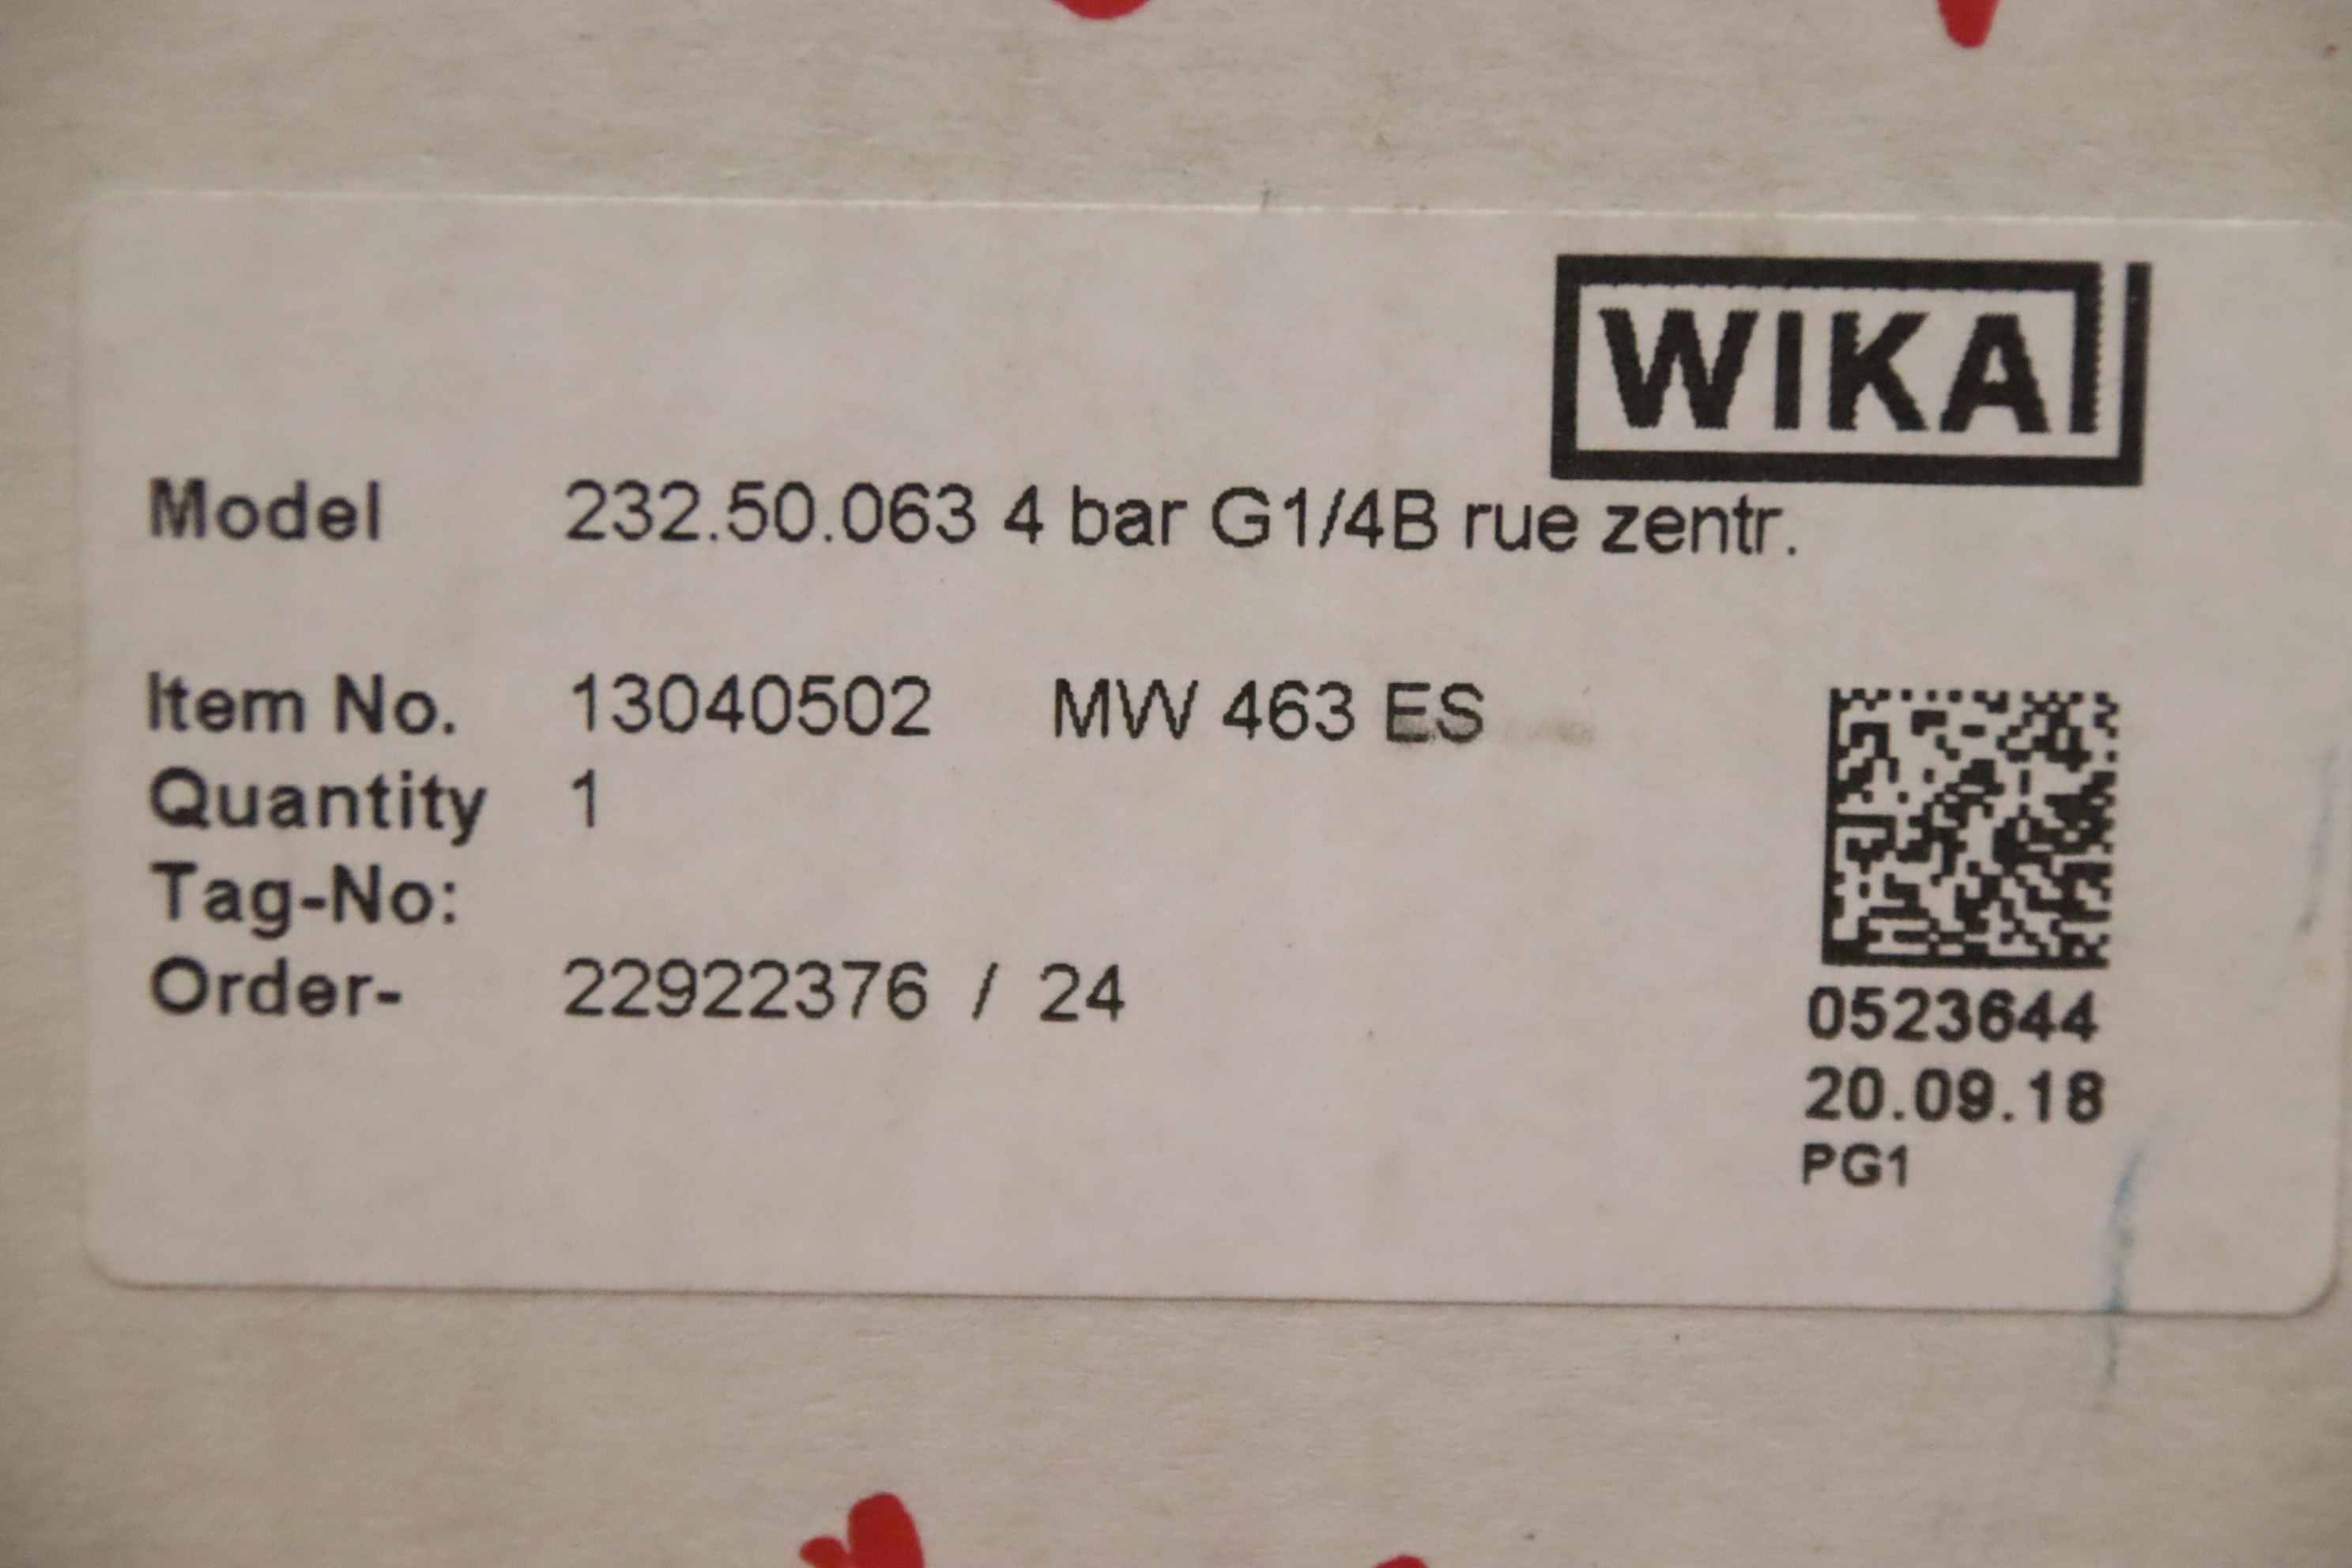 WIKA
Model 232.50.063 4 bar G1/4B rue zentr.
Item No. 13040502 MW 463 ES
Quantity 1
Tag-No:
Order- 22922376 / 24
0523644
20.09.18
PG1